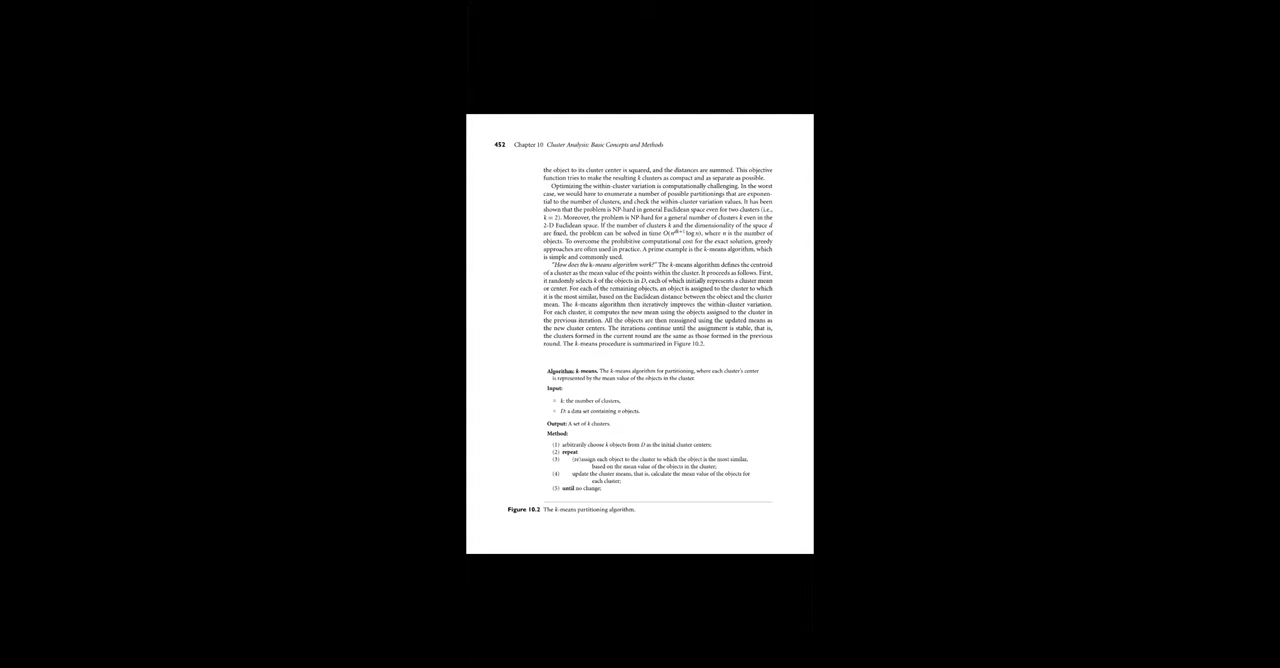 452 Chapter 10 Cluster Analysis: Basic Concepts and Methods
the object to its cluster center is squared, and the distances are summed. This objective
function tries to make the resulting k clusters as compact and as separate as possible.
Optimizing the within-cluster variation is computationally challenging. In the worst
case, we would have to enumerate a number of possible partitionings that are exponen-
tial to the number of clusters, and check the within-cluster variation values. It has been
shown that the problem is NP-hard in general Euclidean space even for two clusters (i.e.,
k = 2). Moreover, the problem is NP-hard for a general number of clusters k even in the
2-D Euclidean space. If the number of clusters k and the dimensionality of the space d
are fixed, the problem can be solved in time O(n^{dk+1} log n), where n is the number of
objects. To overcome the prohibitive computational cost for the exact solution, greedy
approaches are often used in practice. A prime example is the k-means algorithm, which
is simple and commonly used.
"How does the k-means algorithm work?" The k-means algorithm defines the centroid
of a cluster as the mean value of the points within the cluster. It proceeds as follows. First,
it randomly selects k of the objects in D, each of which initially represents a cluster mean
or center. For each of the remaining objects, an object is assigned to the cluster to which
it is the most similar, based on the Euclidean distance between the object and the cluster
mean. The k-means algorithm then iteratively improves the within-cluster variation.
For each cluster, it computes the new mean using the objects assigned to the cluster in
the previous iteration. All the objects are then reassigned using the updated means as
the new cluster centers. The iterations continue until the assignment is stable, that is,
the clusters formed in the current round are the same as those formed in the previous
round. The k-means procedure is summarized in Figure 10.2.
Algorithm: k-means. The k-means algorithm for partitioning, where each cluster's center
is represented by the mean value of the objects in the cluster.
Input:
k: the number of clusters,
D: a data set containing n objects.
Output: A set of k clusters.
Method:
(1) arbitrarily choose k objects from D as the initial cluster centers;
(2) repeat
(3) (re)assign each object to the cluster to which the object is the most similar,
based on the mean value of the objects in the cluster;
(4) update the cluster means, that is, calculate the mean value of the objects for
each cluster;
(5) until no change;
Figure 10.2 The k-means partitioning algorithm.